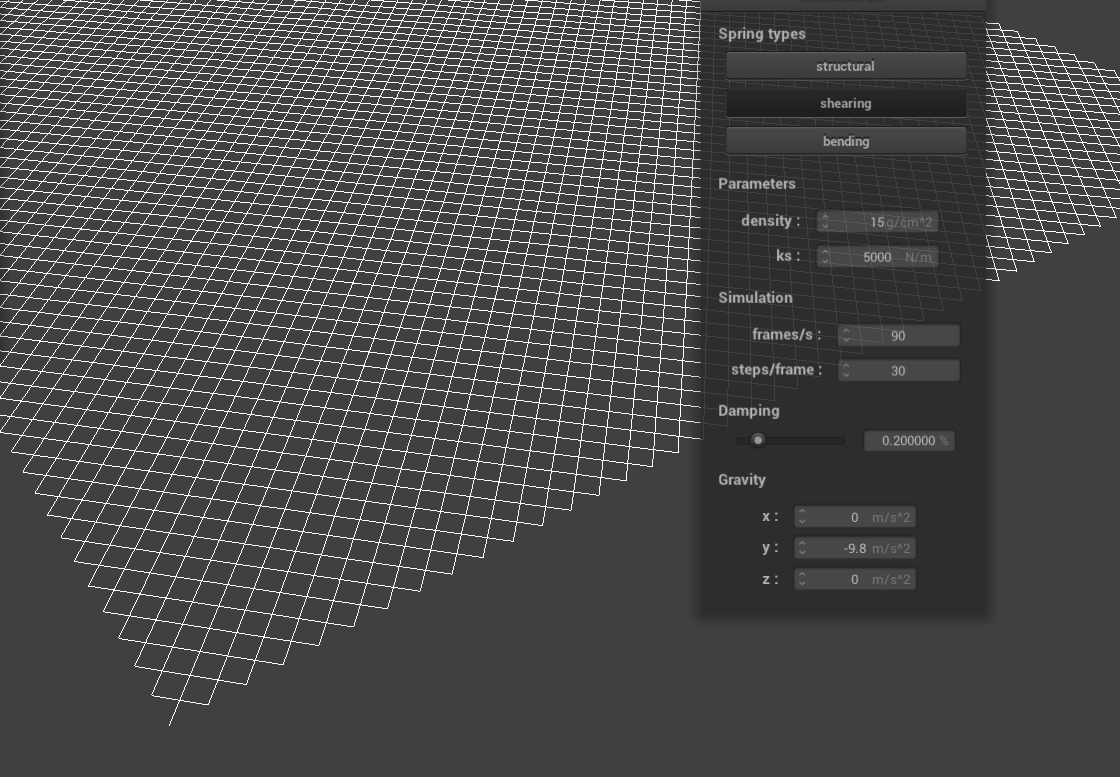 Spring types
structural
shearing
bending
Parameters
density : 15 g/cm^2
ks : 5000 N/m
Simulation
frames/s : 90
steps/frame : 30
Damping
0.200000 %
Gravity
x : 0 m/s^2
y : -9.8 m/s^2
z : 0 m/s^2